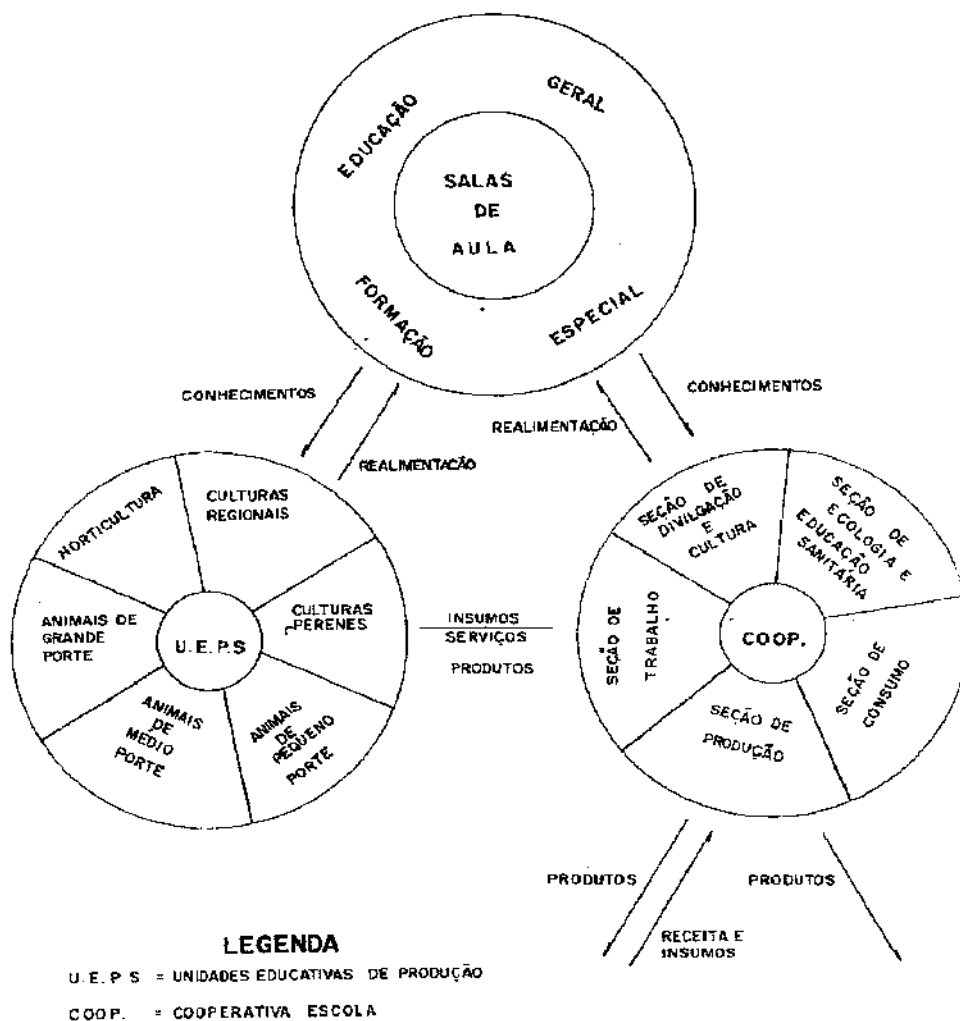 EDUCAÇÃO
GERAL
SALAS
DE
AULA
FORMAÇÃO
ESPECIAL
CONHECIMENTOS
REALIMENTAÇÃO
REALIMENTAÇÃO
CONHECIMENTOS
HORTICULTURA
CULTURAS
REGIONAIS
CULTURAS
PERENES
ANIMAIS DE
GRANDE
PORTE
U.E.P.S
ANIMAIS
DE
MÉDIO
PORTE
ANIMAIS
DE
PEQUENO
PORTE
INSUMOS
SERVIÇOS
PRODUTOS
SEÇÃO DE
DIVILGAÇÃO
E
CULTURA
SEÇÃO DE
ECOLOGIA E
EDUCAÇÃO
SANITÁRIA
SEÇÃO DE
TRABALHO
COOP.
SEÇÃO DE
CONSUMO
SEÇÃO DE
PRODUÇÃO
PRODUTOS
RECEITA E
INSUMOS
PRODUTOS
LEGENDA
U.E.P S = UNIDADES EDUCATIVAS DE PRODUÇÃO
COOP. = COOPERATIVA ESCOLA